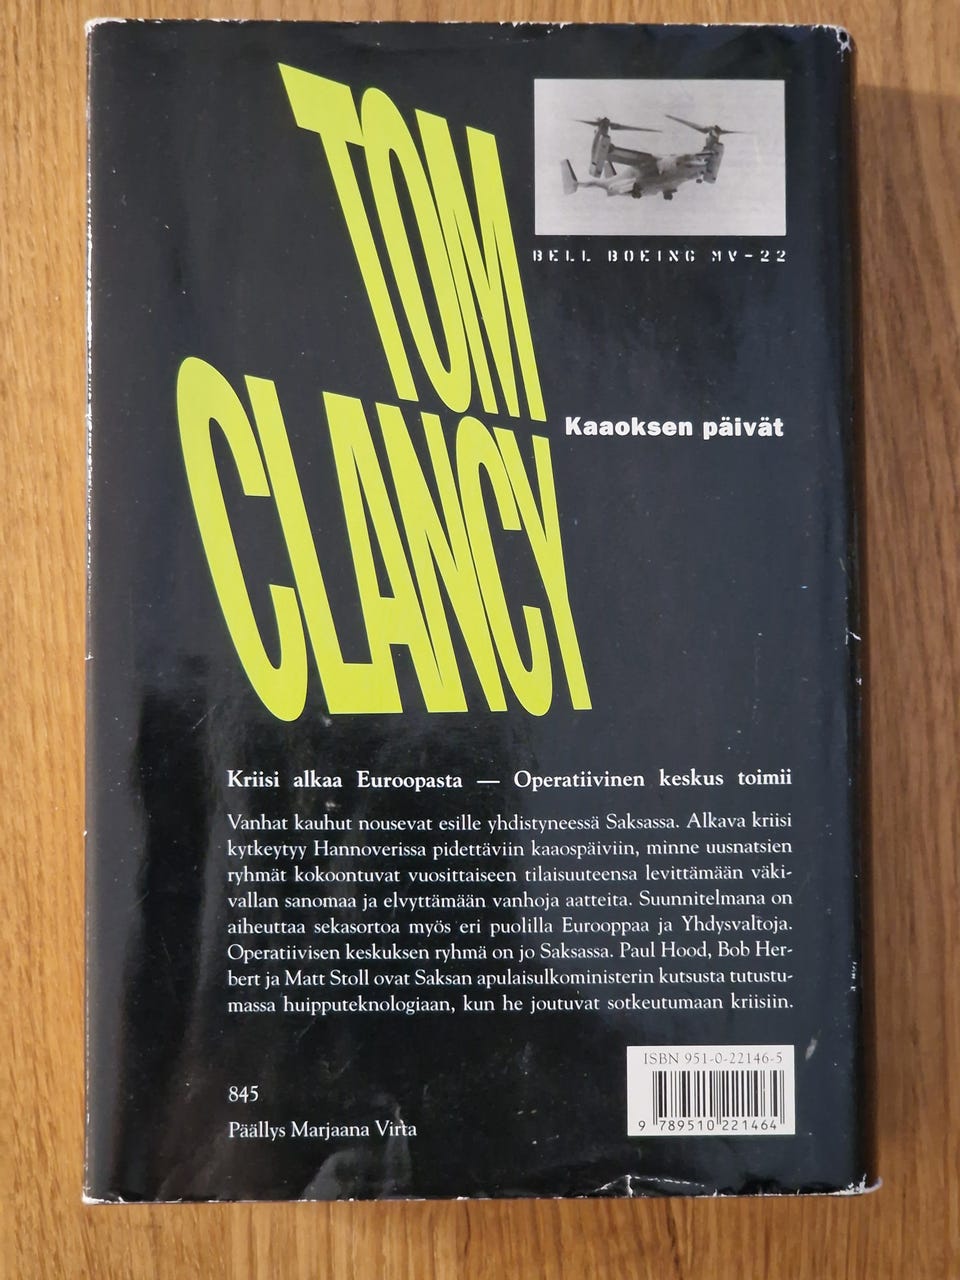 TOM
CLANCY
BELL BOEING MV-22
Kaaoksen päivät
Kriisi alkaa Euroopasta — Operatiivinen keskus toimii
Vanhat kauhut nousevat esille yhdistyneessä Saksassa. Alkava kriisi
kytkeytyy Hannoverissa pidettäviin kaaospäiviin, minne uusnatsien
ryhmät kokoontuvat vuosittaiseen tilaisuuteensa levittämään väki-
vallan sanomaa ja elvyttämään vanhoja aatteita. Suunnitelmana on
aiheuttaa sekasortoa myös eri puolilla Eurooppaa ja Yhdysvaltoja.
Operatiivisen keskuksen ryhmä on jo Saksassa. Paul Hood, Bob Her-
bert ja Matt Stoll ovat Saksan apulaisulkoministerin kutsusta tutustu-
massa huipputeknologiaan, kun he joutuvat sotkeutumaan kriisiin.
ISBN 951-0-22146-5
9 789510 221464
845
Päällys Marjaana Virta